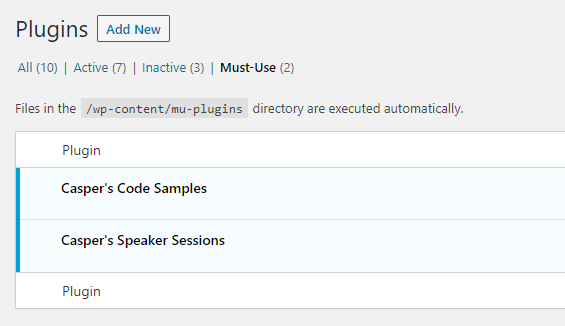 Plugins Add New
All (10) | Active (7) | Inactive (3) | Must-Use (2)
Files in the /wp-content/mu-plugins directory are executed automatically.
Plugin
Casper's Code Samples
Casper's Speaker Sessions
Plugin